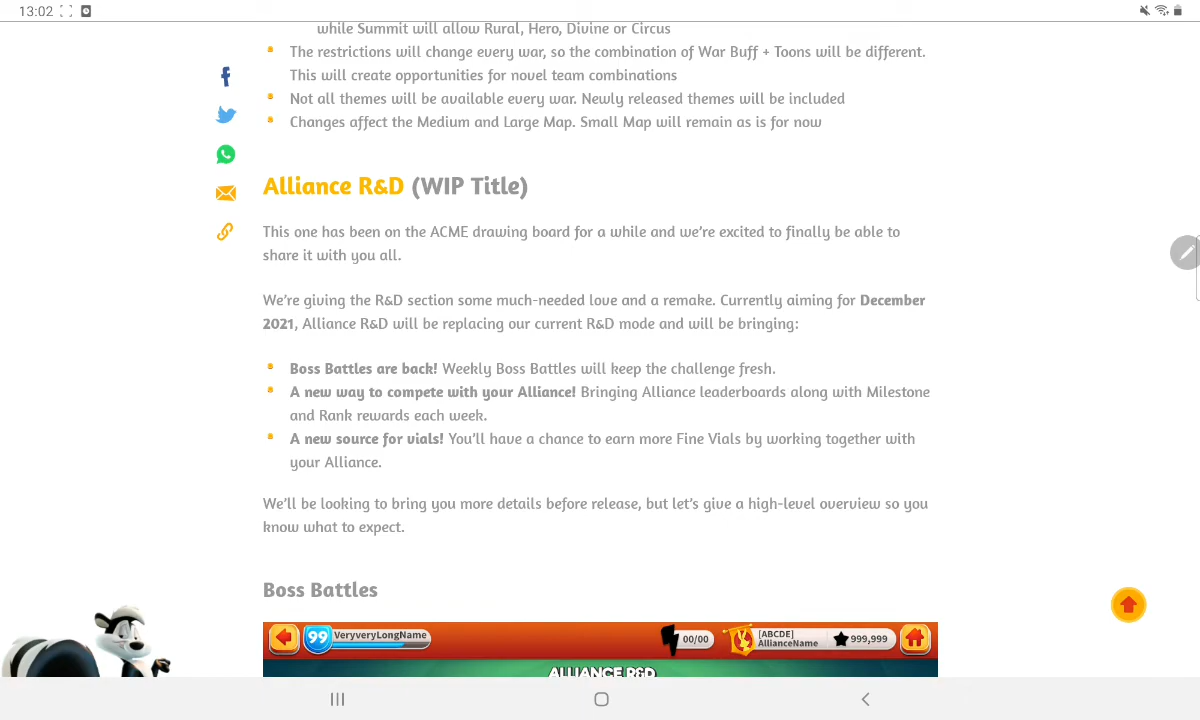 13:02
while Summit will allow Rural, Hero, Divine or Circus
The restrictions will change every war, so the combination of War Buff + Toons will be different.
This will create opportunities for novel team combinations
Not all themes will be available every war. Newly released themes will be included
Changes affect the Medium and Large Map. Small Map will remain as is for now
Alliance R&D (WIP Title)
This one has been on the ACME drawing board for a while and we're excited to finally be able to
share it with you all.
We're giving the R&D section some much-needed love and a remake. Currently aiming for December
2021, Alliance R&D will be replacing our current R&D mode and will be bringing:
Boss Battles are back! Weekly Boss Battles will keep the challenge fresh.
A new way to compete with your Alliance! Bringing Alliance leaderboards along with Milestone
and Rank rewards each week.
A new source for vials! You'll have a chance to earn more Fine Vials by working together with
your Alliance.
We'll be looking to bring you more details before release, but let's give a high-level overview so you
know what to expect.
Boss Battles
99 VeryveryLongName 00/00 [ABCDE] AllianceName 999,999
ALLIANCE R&D